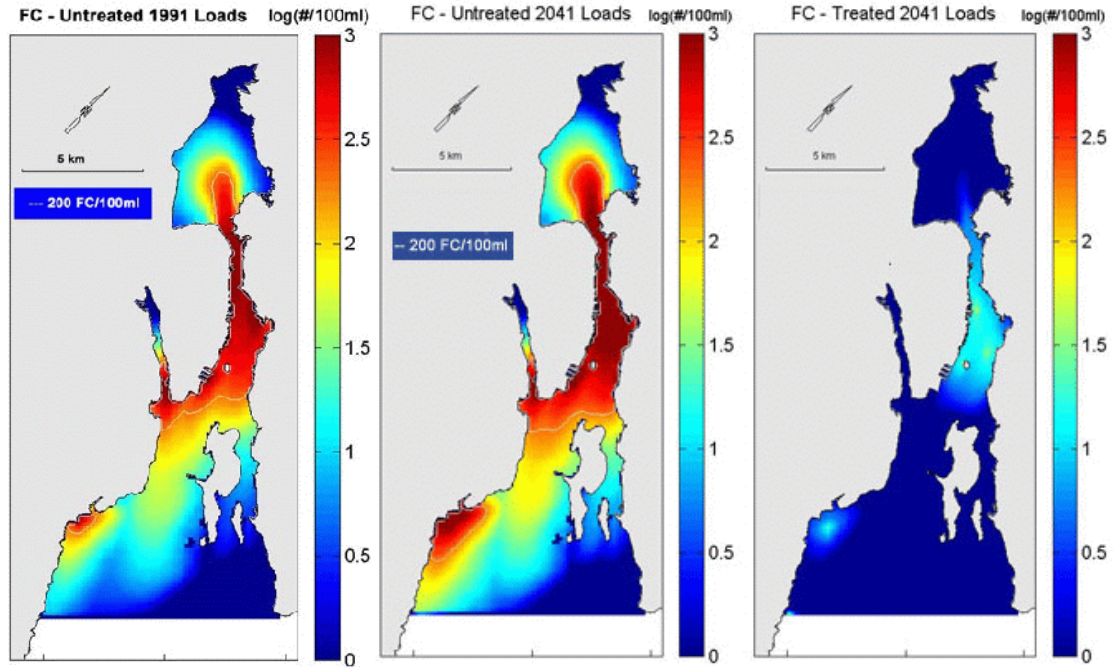 FC - Untreated 1991 Loads log(#/100ml)
5 km
--- 200 FC/100ml
3
2.5
2
1.5
1
0.5
0
FC - Untreated 2041 Loads log(#/100ml)
5 km
-- 200 FC/100ml
3
2.5
2
1.5
1
0.5
0
FC - Treated 2041 Loads log(#/100ml)
5 km
3
2.5
2
1.5
1
0.5
0